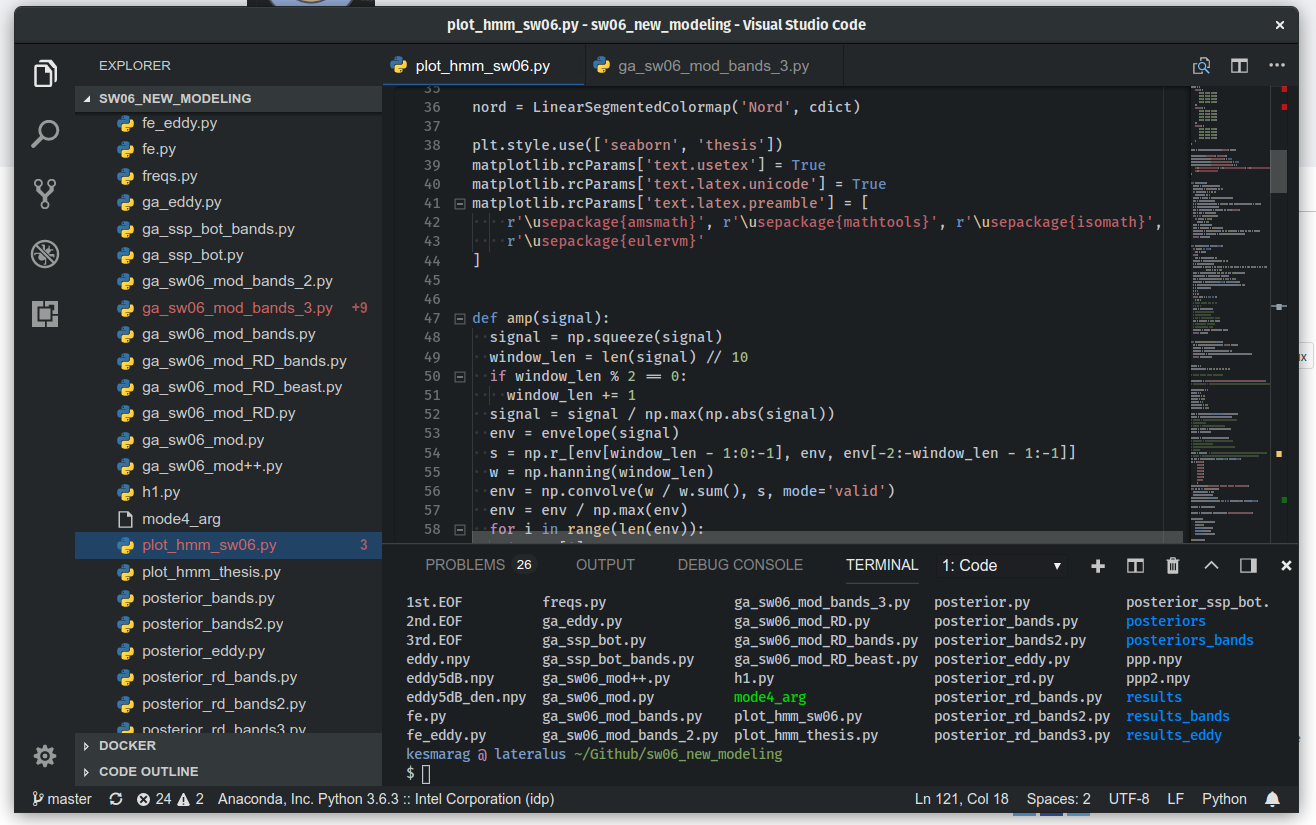 plot_hmm_sw06.py - sw06_new_modeling - Visual Studio Code
EXPLORER
SW06_NEW_MODELING
fe_eddy.py
fe.py
freqs.py
ga_eddy.py
ga_ssp_bot_bands.py
ga_ssp_bot.py
ga_sw06_mod_bands_2.py
ga_sw06_mod_bands_3.py +9
ga_sw06_mod_bands.py
ga_sw06_mod_RD_bands.py
ga_sw06_mod_RD_beast.py
ga_sw06_mod_RD.py
ga_sw06_mod.py
ga_sw06_mod++.py
h1.py
mode4_arg
plot_hmm_sw06.py 3
plot_hmm_thesis.py
posterior_bands.py
posterior_bands2.py
posterior_eddy.py
posterior_rd_bands.py
posterior_rd_bands2.py
posterior_rd_bands3.py
DOCKER
CODE OUTLINE
plot_hmm_sw06.py ga_sw06_mod_bands_3.py
35
36 nord = LinearSegmentedColormap('Nord', cdict)
37
38 plt.style.use(['seaborn', 'thesis'])
39 matplotlib.rcParams['text.usetex'] = True
40 matplotlib.rcParams['text.latex.unicode'] = True
41 matplotlib.rcParams['text.latex.preamble'] = [
42 r'\usepackage{amsmath}', r'\usepackage{mathtools}', r'\usepackage{isomath}',
43 r'\usepackage{eulervm}'
44 ]
45
46
47 def amp(signal):
48 signal = np.squeeze(signal)
49 window_len = len(signal) // 10
50 if window_len % 2 == 0:
51 window_len += 1
52 signal = signal / np.max(np.abs(signal))
53 env = envelope(signal)
54 s = np.r_[env[window_len - 1:0:-1], env, env[-2:-window_len - 1:-1]]
55 w = np.hanning(window_len)
56 env = np.convolve(w / w.sum(), s, mode='valid')
57 env = env / np.max(env)
58 for i in range(len(env)):
PROBLEMS 26 OUTPUT DEBUG CONSOLE TERMINAL 1: Code
1st.EOF freqs.py ga_sw06_mod_bands_3.py posterior.py posterior_ssp_bot.
2nd.EOF ga_eddy.py ga_sw06_mod_RD.py posterior_bands.py posteriors
3rd.EOF ga_ssp_bot.py ga_sw06_mod_RD_bands.py posterior_bands2.py posteriors_bands
eddy.npy ga_ssp_bot_bands.py ga_sw06_mod_RD_beast.py posterior_eddy.py ppp.npy
eddy5dB.npy ga_sw06_mod++.py h1.py posterior_rd.py ppp2.npy
eddy5dB_den.npy ga_sw06_mod.py mode4_arg posterior_rd_bands.py results
fe.py ga_sw06_mod_bands.py plot_hmm_sw06.py posterior_rd_bands2.py results_bands
fe_eddy.py ga_sw06_mod_bands_2.py plot_hmm_thesis.py posterior_rd_bands3.py results_eddy
kesmarag @ lateralus ~/Github/sw06_new_modeling
$
master 24 2 Anaconda, Inc. Python 3.6.3 :: Intel Corporation (idp) Ln 121, Col 18 Spaces: 2 UTF-8 LF Python